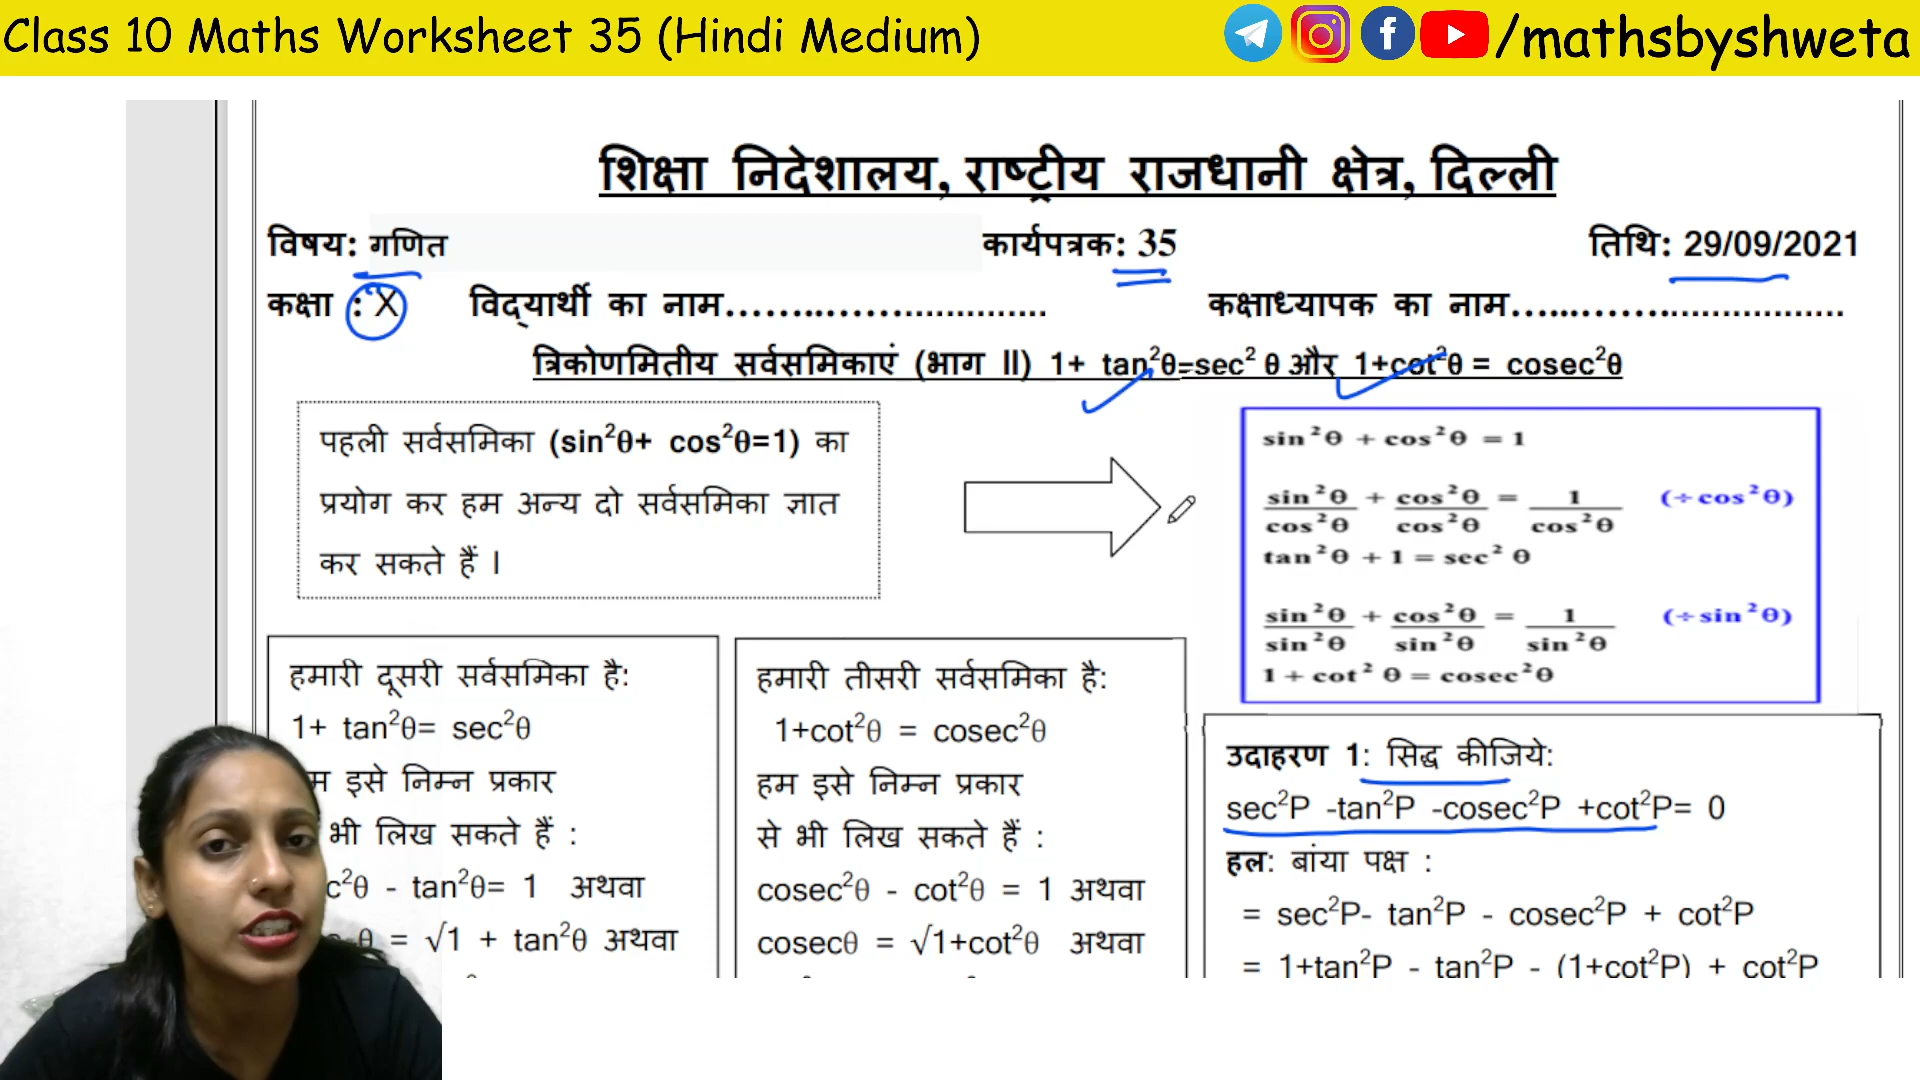 Class 10 Maths Worksheet 35 (Hindi Medium)
/mathsbyshweta
शिक्षा निदेशालय, राष्ट्रीय राजधानी क्षेत्र, दिल्ली
विषय: गणित कार्यपत्रक: 35 तिथि: 29/09/2021
कक्षा : X विद्यार्थी का नाम........................... कक्षाध्यापक का नाम..............................
त्रिकोणमितीय सर्वसमिकाएं (भाग II) 1+ tan²θ=sec² θ और 1+cot²θ = cosec²θ
पहली सर्वसमिका (sin²θ+ cos²θ=1) का
प्रयोग कर हम अन्य दो सर्वसमिका ज्ञात
कर सकते हैं I
sin²θ + cos²θ = 1
sin²θ/cos²θ + cos²θ/cos²θ = 1/cos²θ (÷cos²θ)
tan²θ + 1 = sec² θ
sin²θ/sin²θ + cos²θ/sin²θ = 1/sin²θ (÷sin²θ)
1 + cot² θ = cosec²θ
हमारी दूसरी सर्वसमिका है:
1+ tan²θ= sec²θ
इसे निम्न प्रकार
भी लिख सकते हैं :
c²θ - tan²θ= 1 अथवा
θ = √1 + tan²θ अथवा
हमारी तीसरी सर्वसमिका है:
1+cot²θ = cosec²θ
हम इसे निम्न प्रकार
से भी लिख सकते हैं :
cosec²θ - cot²θ = 1 अथवा
cosecθ = √1+cot²θ अथवा
उदाहरण 1: सिद्ध कीजिये:
sec²P -tan²P -cosec²P +cot²P= 0
हल: बांया पक्ष :
= sec²P- tan²P - cosec²P + cot²P
= 1+tan²P - tan²P - (1+cot²P) + cot²P